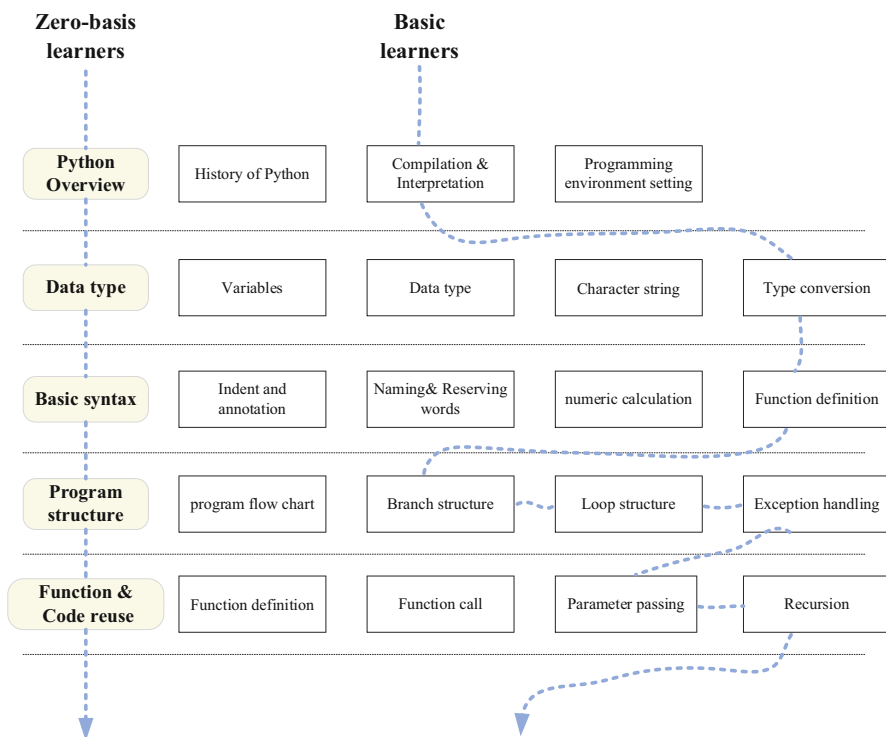 Zero-basis
learners
Basic
learners
Python
Overview
History of Python
Compilation &
Interpretation
Programming
environment setting
Data type
Variables
Data type
Character string
Type conversion
Basic syntax
Indent and
annotation
Naming& Reserving
words
numeric calculation
Function definition
Program
structure
program flow chart
Branch structure
Loop structure
Exception handling
Function &
Code reuse
Function definition
Function call
Parameter passing
Recursion